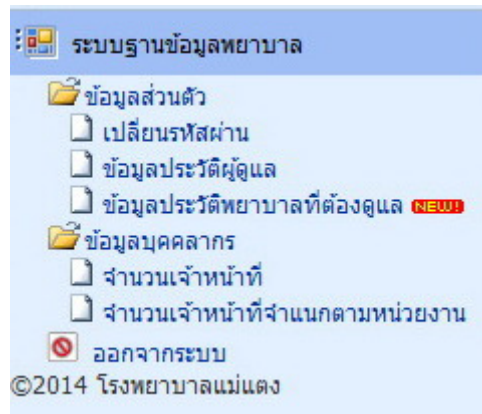 ระบบฐานข้อมูลพยาบาล
ข้อมูลส่วนตัว
เปลี่ยนรหัสผ่าน
ข้อมูลประวัติผู้ดูแล
ข้อมูลประวัติพยาบาลที่ต้องดูแล NEW!
ข้อมูลบุคคลากร
จำนวนเจ้าหน้าที่
จำนวนเจ้าหน้าที่จำแนกตามหน่วยงาน
ออกจากระบบ
©2014 โรงพยาบาลแม่แตง